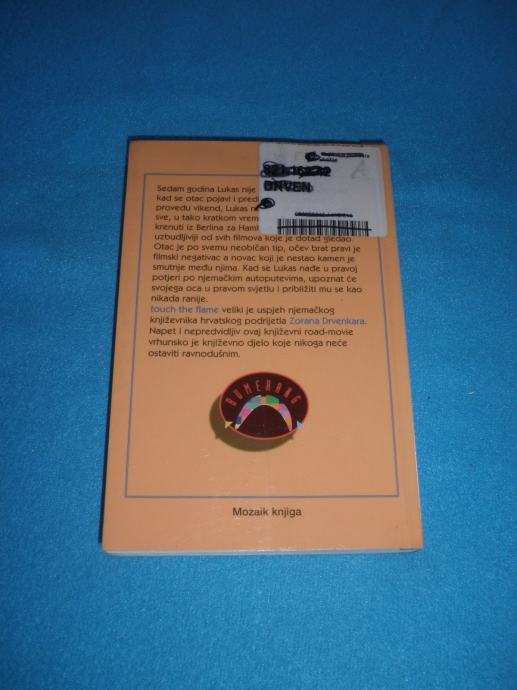 821.162.42
DRVEN
Sedam godina Lukas nije
kad se otac pojavi i pred
provedu vikend, Lukas n
sve, u tako kratkom vrem
krenuti iz Berlina za Ham
uzbudljiviji od svih filmova koje je dotad gledao.
Otac je po svemu neobičan tip, očev brat pravi je
filmski negativac a novac koji je nestao kamen je
smutnje među njima. Kad se Lukas nađe u pravoj
potjeri po njemačkim autoputevima, upoznat će
svojega oca u pravom svjetlu i približiti mu se kao
nikada ranije.
touch the flame veliki je uspjeh njemačkog
književnika hrvatskog podrijetla Zorana Drvenkara.
Napet i nepredvidljiv ovaj književni road-movie
vrhunsko je književno djelo koje nikoga neće
ostaviti ravnodušnim.
BUMERANG
Mozaik knjiga